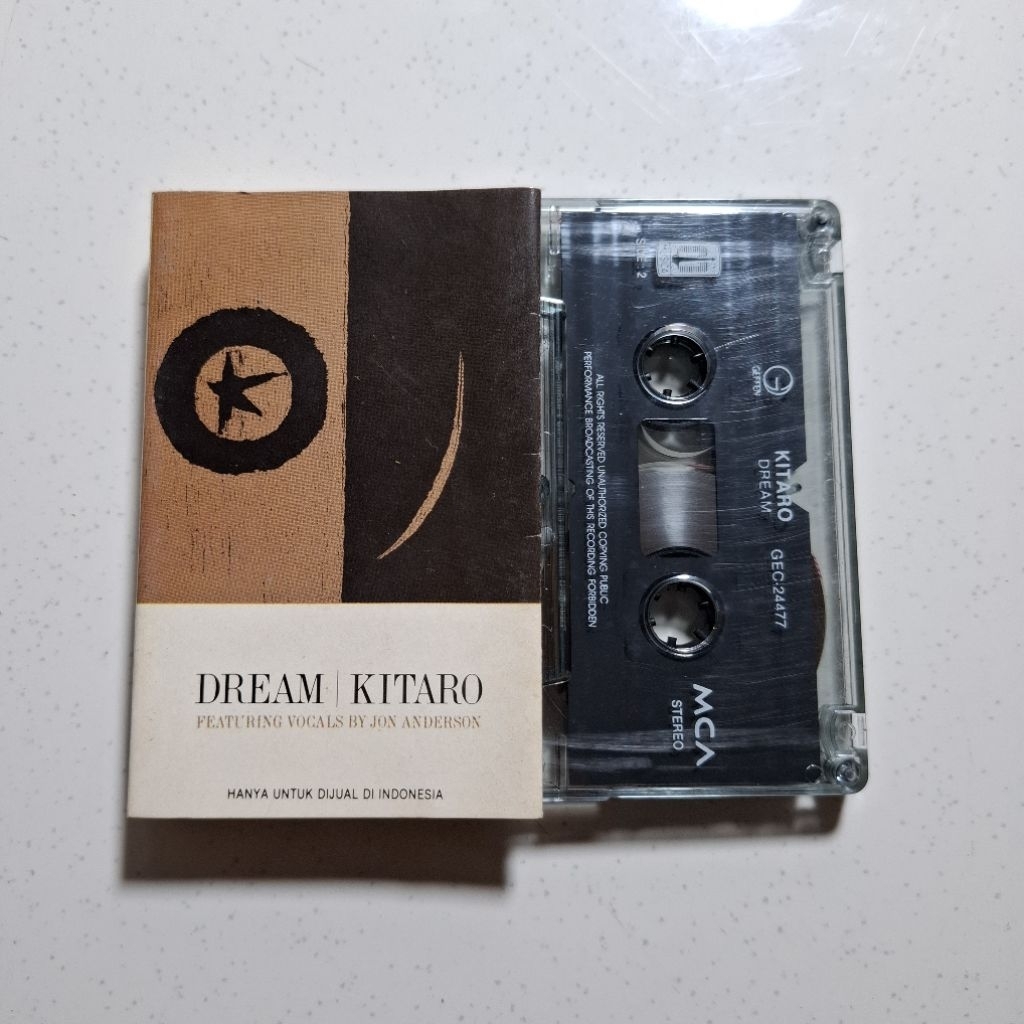 DREAM | KITARO
FEATURING VOCALS BY JON ANDERSON
HANYA UNTUK DIJUAL DI INDONESIA
SIDE 2
GEFFEN
KITARO
DREAM
GEC-24477
ALL RIGHTS RESERVED UNAUTHORIZED COPYING PUBLIC
PERFORMANCE BROADCASTING OF THIS RECORDING FORBIDDEN
MCA
STEREO